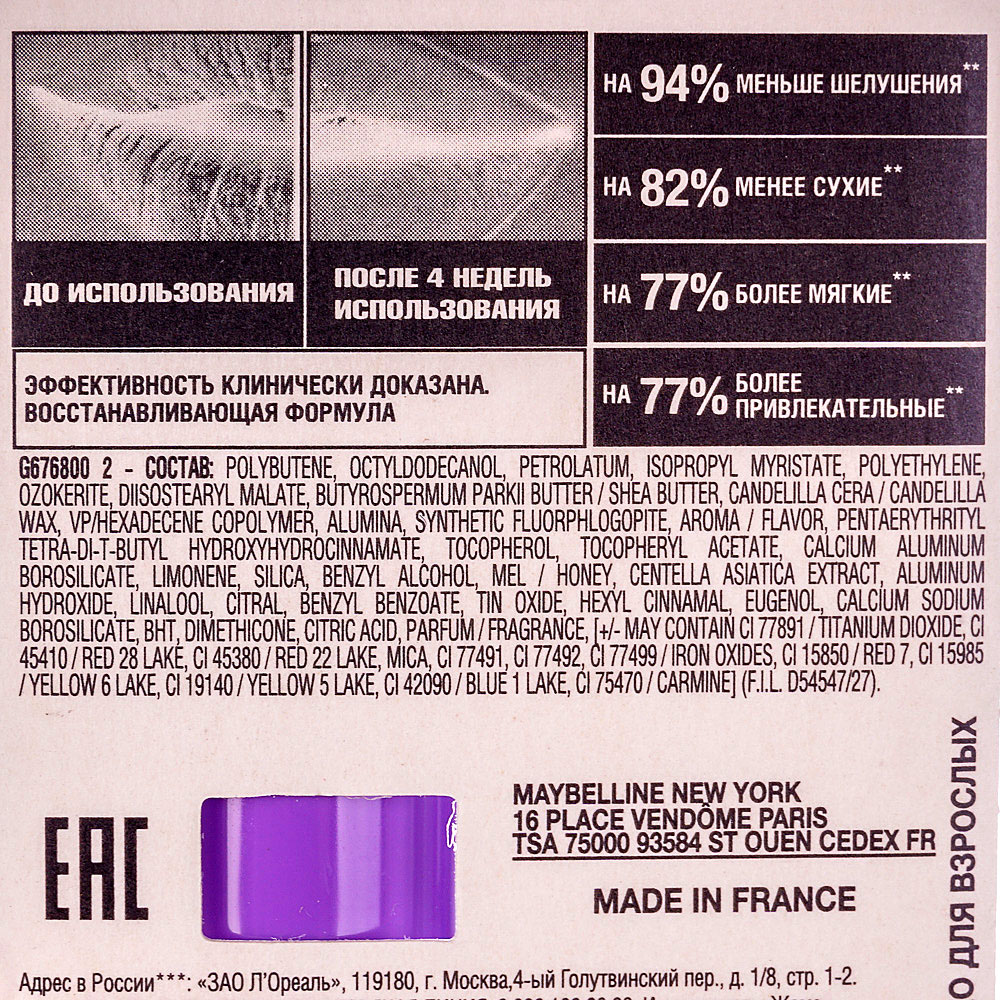 ДО ИСПОЛЬЗОВАНИЯ
ПОСЛЕ 4 НЕДЕЛЬ
ИСПОЛЬЗОВАНИЯ
ЭФФЕКТИВНОСТЬ КЛИНИЧЕСКИ ДОКАЗАНА.
ВОССТАНАВЛИВАЮЩАЯ ФОРМУЛА
НА 94% МЕНЬШЕ ШЕЛУШЕНИЯ**
НА 82% МЕНЕЕ СУХИЕ**
НА 77% БОЛЕЕ МЯГКИЕ**
НА 77% БОЛЕЕ
ПРИВЛЕКАТЕЛЬНЫЕ**
G676800 2 - СОСТАВ: POLYBUTENE, OCTYLDODECANOL, PETROLATUM, ISOPROPYL MYRISTATE, POLYETHYLENE,
OZOKERITE, DIISOSTEARYL MALATE, BUTYROSPERMUM PARKII BUTTER / SHEA BUTTER, CANDELILLA CERA / CANDELILLA
WAX, VP/HEXADECENE COPOLYMER, ALUMINA, SYNTHETIC FLUORPHLOGOPITE, AROMA / FLAVOR, PENTAERYTHRITYL
TETRA-DI-T-BUTYL HYDROXYHYDROCINNAMATE, TOCOPHEROL, TOCOPHERYL ACETATE, CALCIUM ALUMINUM
BOROSILICATE, LIMONENE, SILICA, BENZYL ALCOHOL, MEL / HONEY, CENTELLA ASIATICA EXTRACT, ALUMINUM
HYDROXIDE, LINALOOL, CITRAL, BENZYL BENZOATE, TIN OXIDE, HEXYL CINNAMAL, EUGENOL, CALCIUM SODIUM
BOROSILICATE, BHT, DIMETHICONE, CITRIC ACID, PARFUM / FRAGRANCE, [+/- MAY CONTAIN CI 77891 / TITANIUM DIOXIDE, CI
45410 / RED 28 LAKE, CI 45380 / RED 22 LAKE, MICA, CI 77491, CI 77492, CI 77499 / IRON OXIDES, CI 15850 / RED 7, CI 15985
/ YELLOW 6 LAKE, CI 19140 / YELLOW 5 LAKE, CI 42090 / BLUE 1 LAKE, CI 75470 / CARMINE] (F.I.L. D54547/27).
EAC
MAYBELLINE NEW YORK
16 PLACE VENDÔME PARIS
TSA 75000 93584 ST OUEN CEDEX FR
MADE IN FRANCE
О ДЛЯ ВЗРОСЛЫХ
Адрес в России***: «ЗАО Л'Ореаль», 119180, г. Москва,4-ый Голутвинский пер., д. 1/8, стр. 1-2.